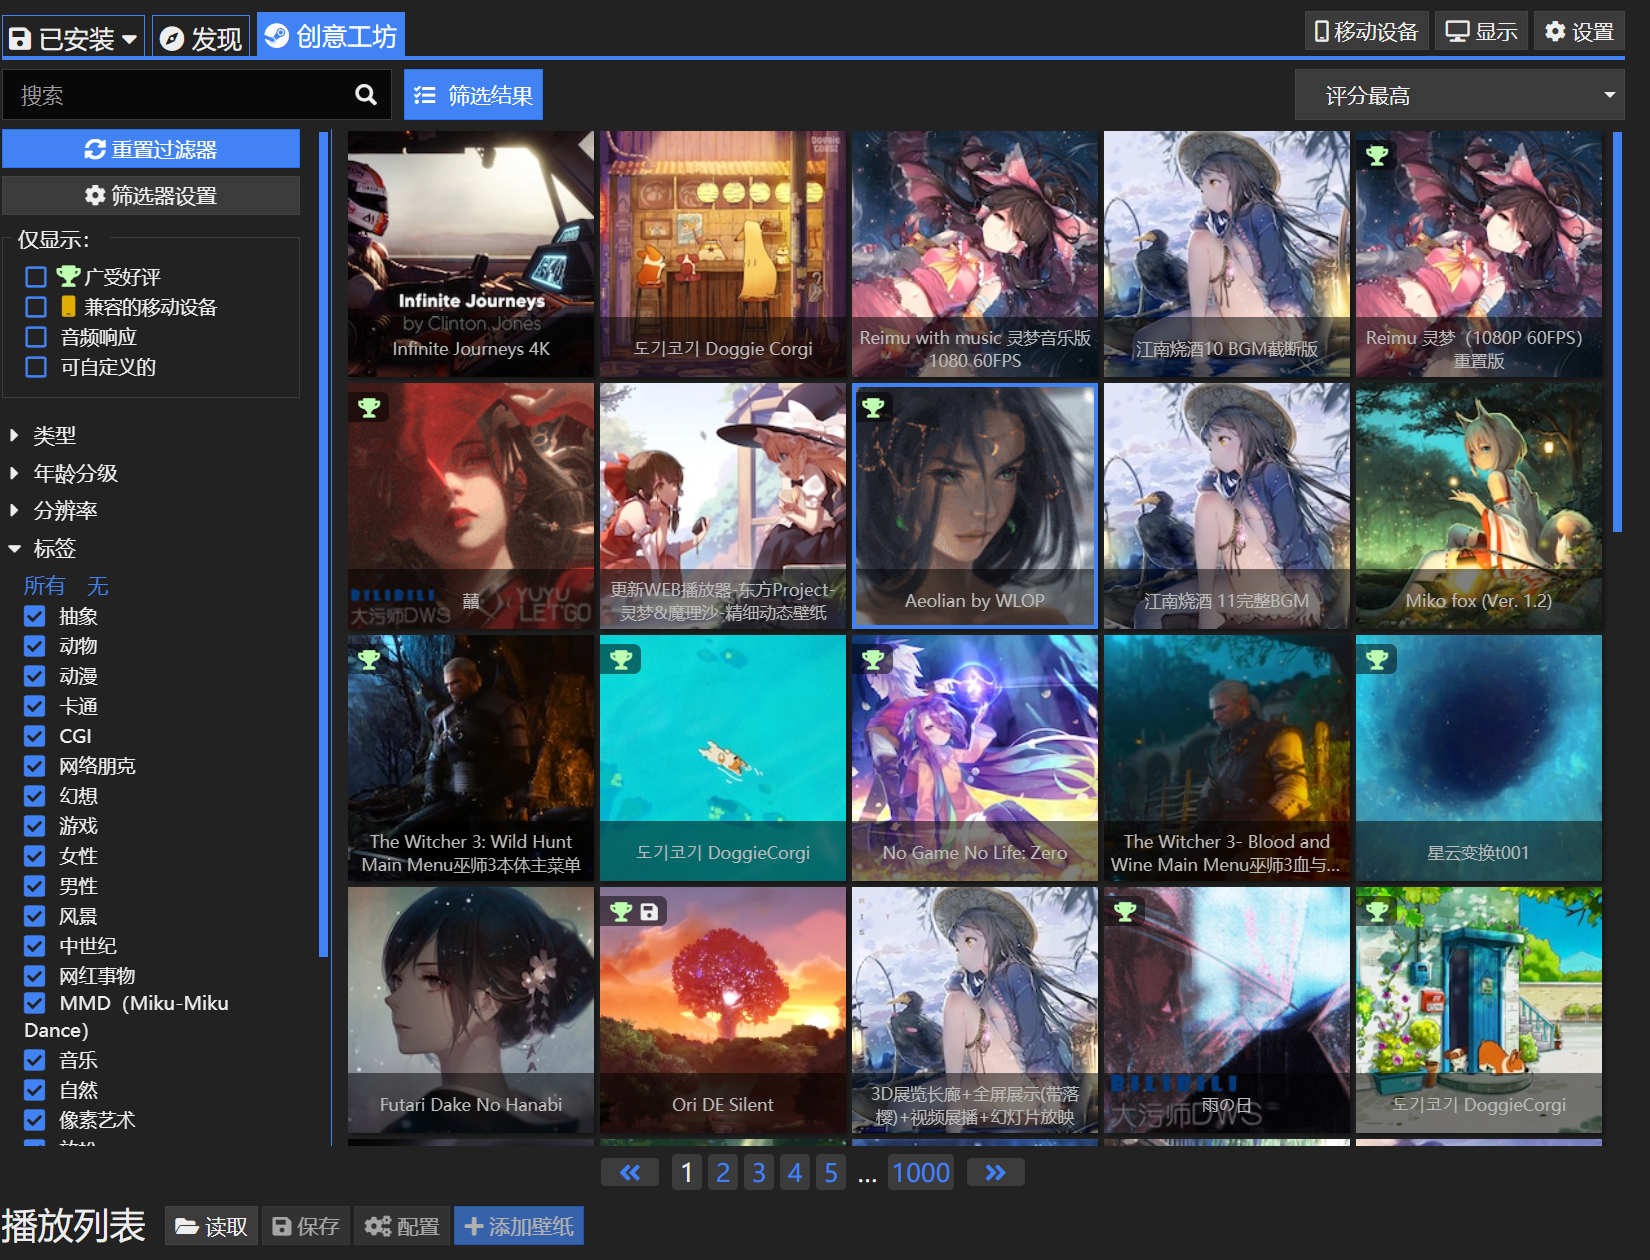 已安装 发现 创意工坊 移动设备 显示 设置
搜索 筛选结果 评分最高
重置过滤器
筛选器设置
仅显示：
广受好评
兼容的移动设备
音频响应
可自定义的
类型
年龄分级
分辨率
标签
所有 无
抽象
动物
动漫
卡通
CGI
网络朋克
幻想
游戏
女性
男性
风景
中世纪
网红事物
MMD（Miku-Miku
Dance）
音乐
自然
像素艺术
Infinite Journeys
by Clinton Jones
Infinite Journeys 4K
DOGGIE
CORGI
도기코기 Doggie Corgi
Reimu with music 灵梦音乐版
1080.60FPS
江南烧酒10 BGM截断版
Reimu 灵梦（1080P 60FPS）
重置版
BILIBILI
大污师DWS
YUYU
LET'GO
囍
更新WEB播放器-东方Project-
灵梦&魔理沙-精细动态壁纸
Aeolian by WLOP
江南烧酒 11完整BGM
Miko fox (Ver. 1.2)
The Witcher 3: Wild Hunt
Main Menu巫师3本体主菜单
도기코기 DoggieCorgi
No Game No Life: Zero
The Witcher 3- Blood and
Wine Main Menu巫师3血与...
星云变换t001
Futari Dake No Hanabi
Ori DE Silent
3D展览长廊+全屏展示(带落
樱)+视频展播+幻灯片放映
BILIBILI
大污师DWS
雨の日
도기코기 DoggieCorgi
« 1 2 3 4 5 ... 1000 »
播放列表 读取 保存 配置 添加壁纸